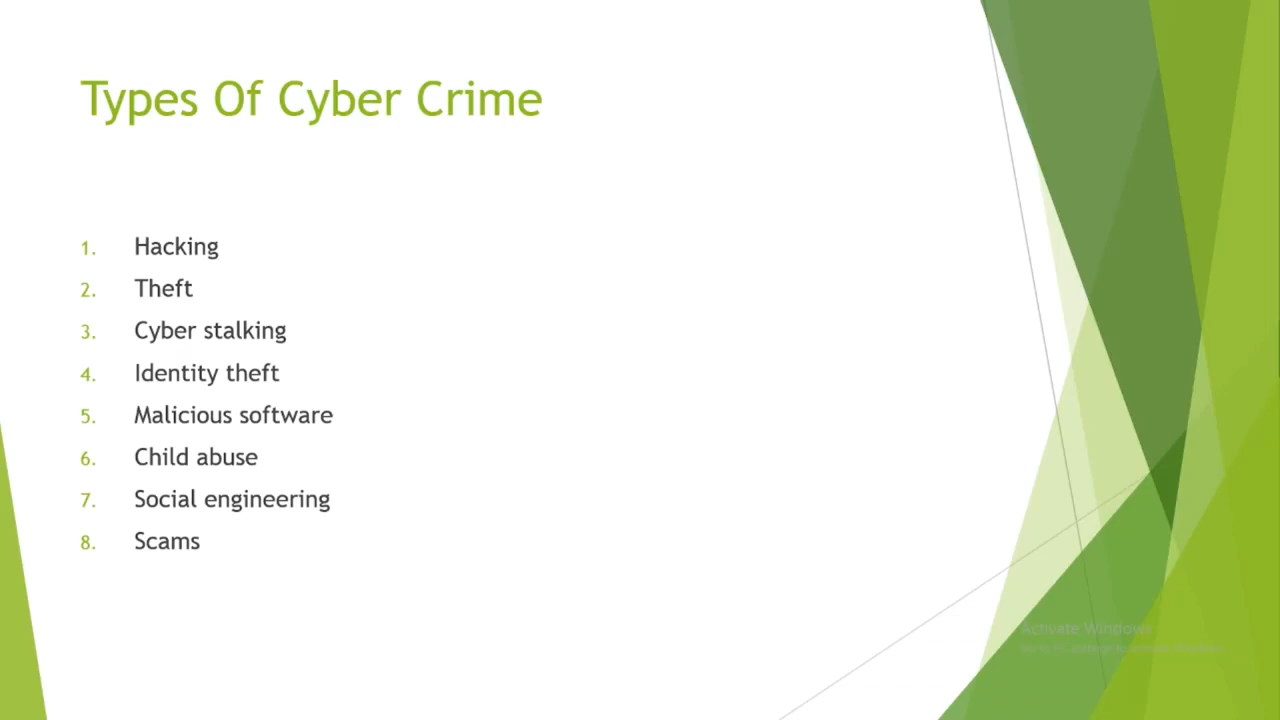 Types Of Cyber Crime
1. Hacking
2. Theft
3. Cyber stalking
4. Identity theft
5. Malicious software
6. Child abuse
7. Social engineering
8. Scams
Activate Windows